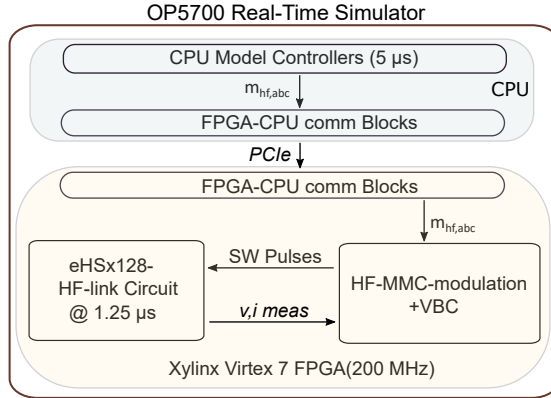 OP5700 Real-Time Simulator
CPU Model Controllers (5 µs)
m_hf,abc
CPU
FPGA-CPU comm Blocks
PCIe
FPGA-CPU comm Blocks
m_hf,abc
SW Pulses
eHSx128-
HF-link Circuit
@ 1.25 µs
HF-MMC-modulation
+VBC
v,i meas
Xylinx Virtex 7 FPGA(200 MHz)